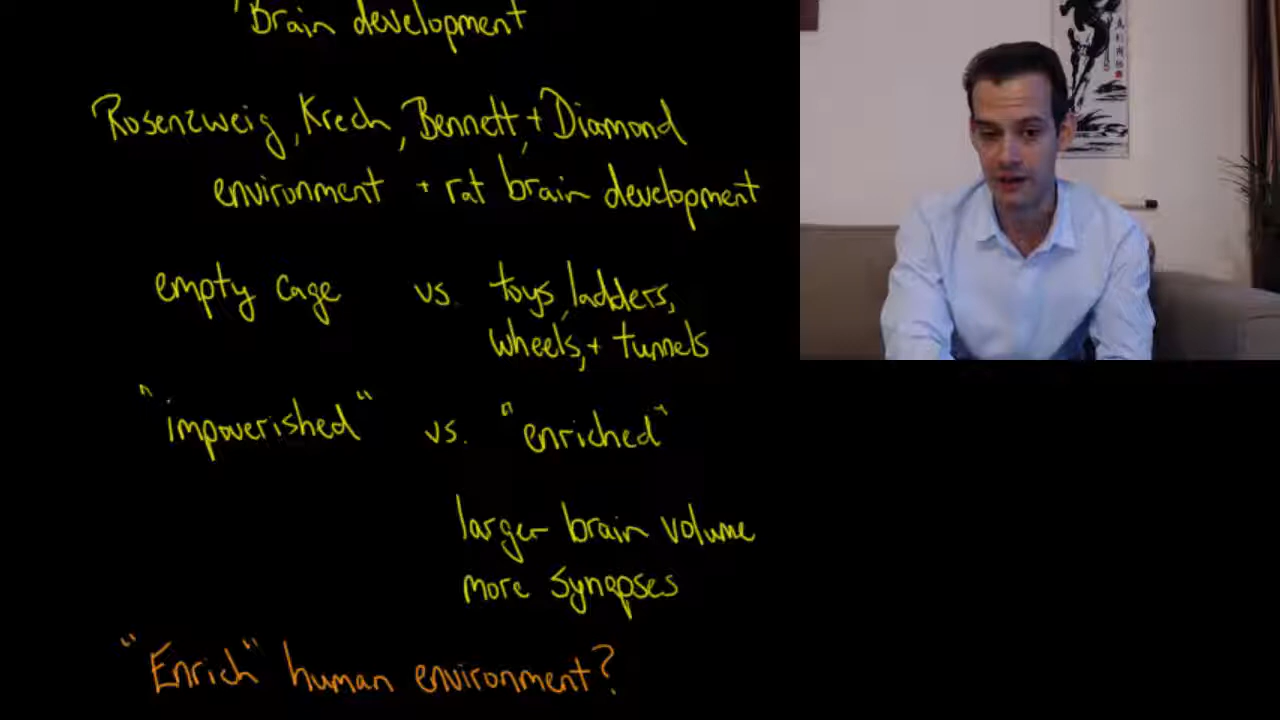 Brain development
Rosenzweig, Krech, Bennett, + Diamond
environment + rat brain development
empty cage vs. toys, ladders,
wheels, + tunnels
"impoverished" vs. "enriched"
larger brain volume
more synapses
"Enrich" human environment?